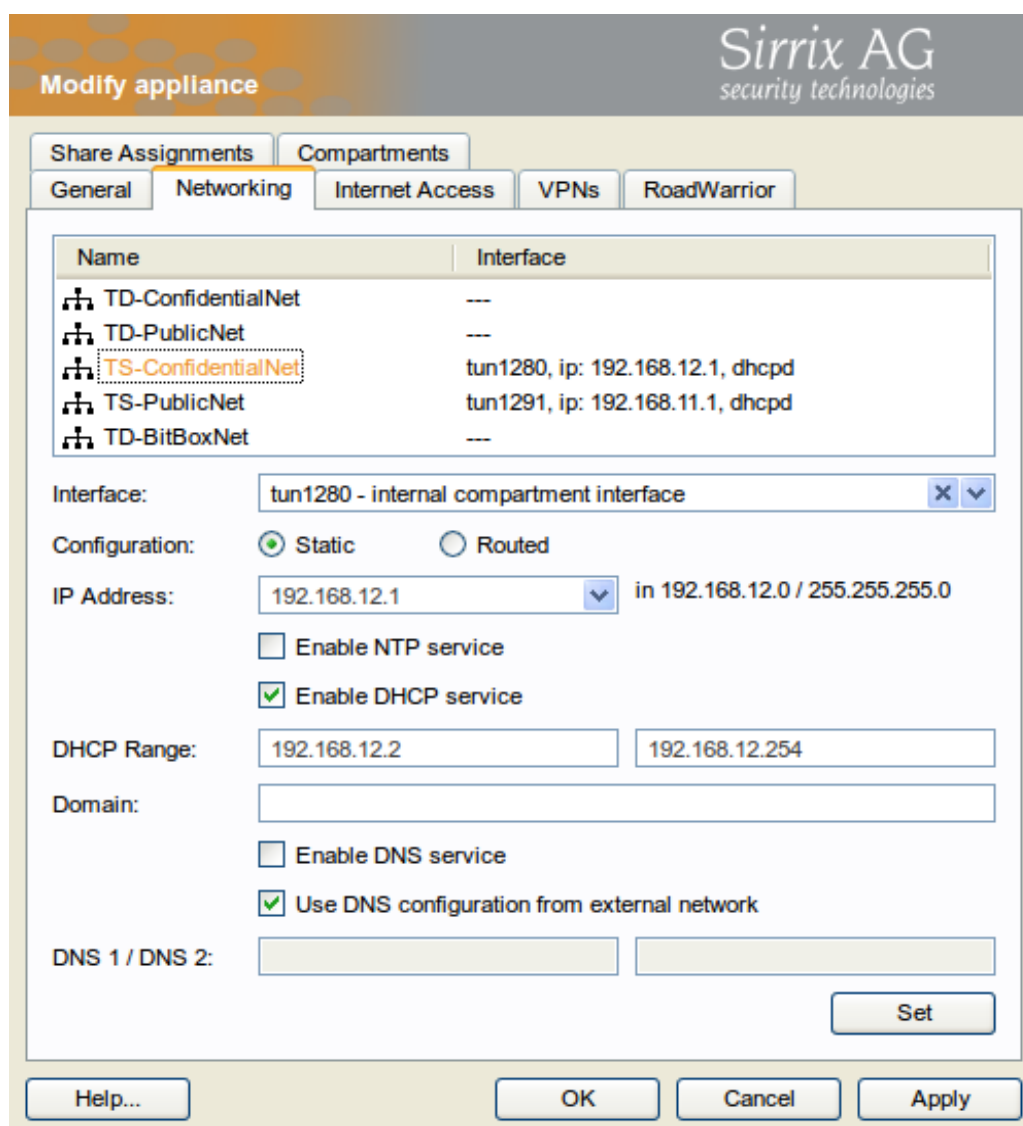 Sirrix AG
security technologies
Modify appliance
Share Assignments Compartments
General Networking Internet Access VPNs RoadWarrior
Name Interface
TD-ConfidentialNet ---
TD-PublicNet ---
TS-ConfidentialNet tun1280, ip: 192.168.12.1, dhcpd
TS-PublicNet tun1291, ip: 192.168.11.1, dhcpd
TD-BitBoxNet ---
Interface: tun1280 - internal compartment interface
Configuration: Static Routed
IP Address: 192.168.12.1 in 192.168.12.0 / 255.255.255.0
Enable NTP service
Enable DHCP service
DHCP Range: 192.168.12.2 192.168.12.254
Domain:
Enable DNS service
Use DNS configuration from external network
DNS 1 / DNS 2:
Set
Help... OK Cancel Apply